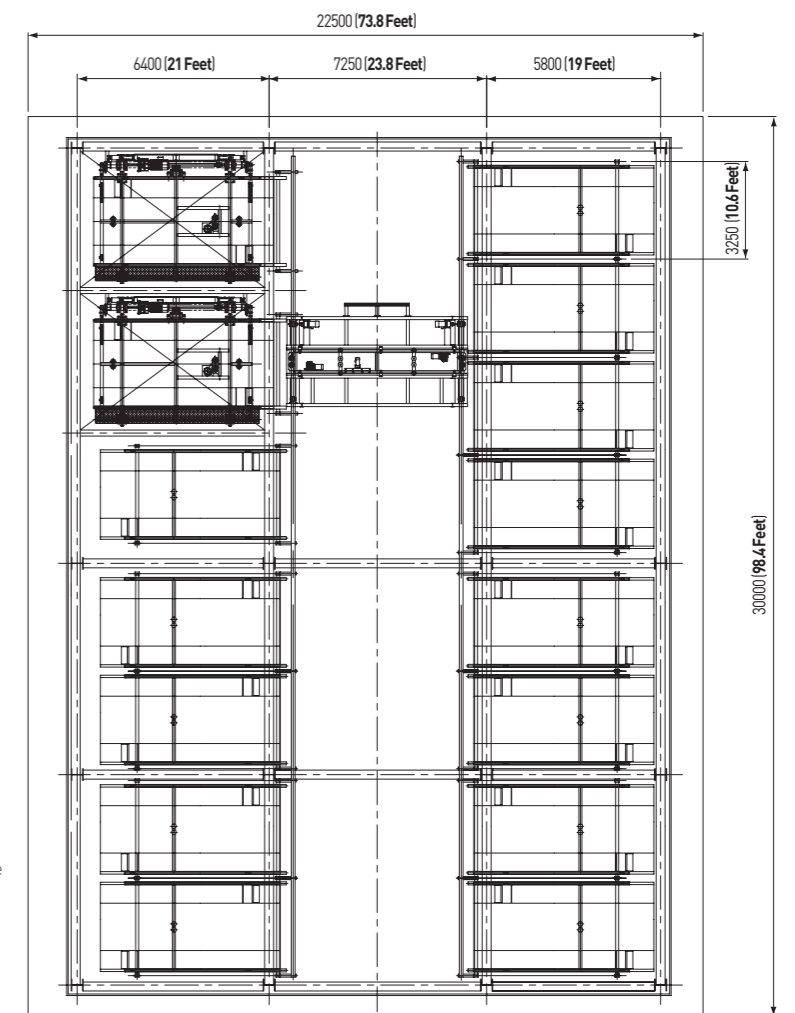 22500 (73.8 Feet)
6400 (21 Feet)
7250 (23.8 Feet)
5800 (19 Feet)
3250 (10.6 Feet)
30000 (98.4 Feet)